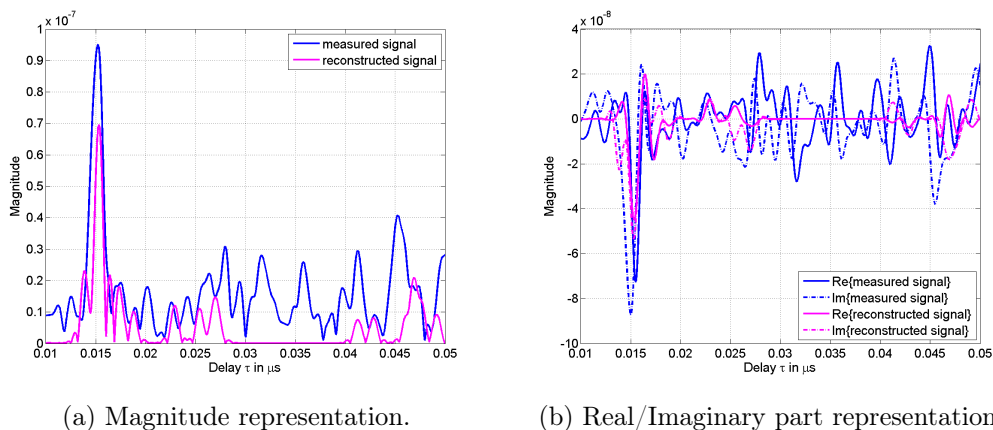 x 10^-7
1
0.9
0.8
0.7
0.6
0.5
0.4
0.3
0.2
0.1
0
Magnitude
0.01 0.015 0.02 0.025 0.03 0.035 0.04 0.045 0.05
Delay τ in μs
measured signal
reconstructed signal
(a) Magnitude representation.
x 10^-8
4
2
0
-2
-4
-6
-8
-10
Magnitude
0.01 0.015 0.02 0.025 0.03 0.035 0.04 0.045 0.05
Delay τ in μs
Re{measured signal}
Im{measured signal}
Re{reconstructed signal}
Im{reconstructed signal}
(b) Real/Imaginary part representation